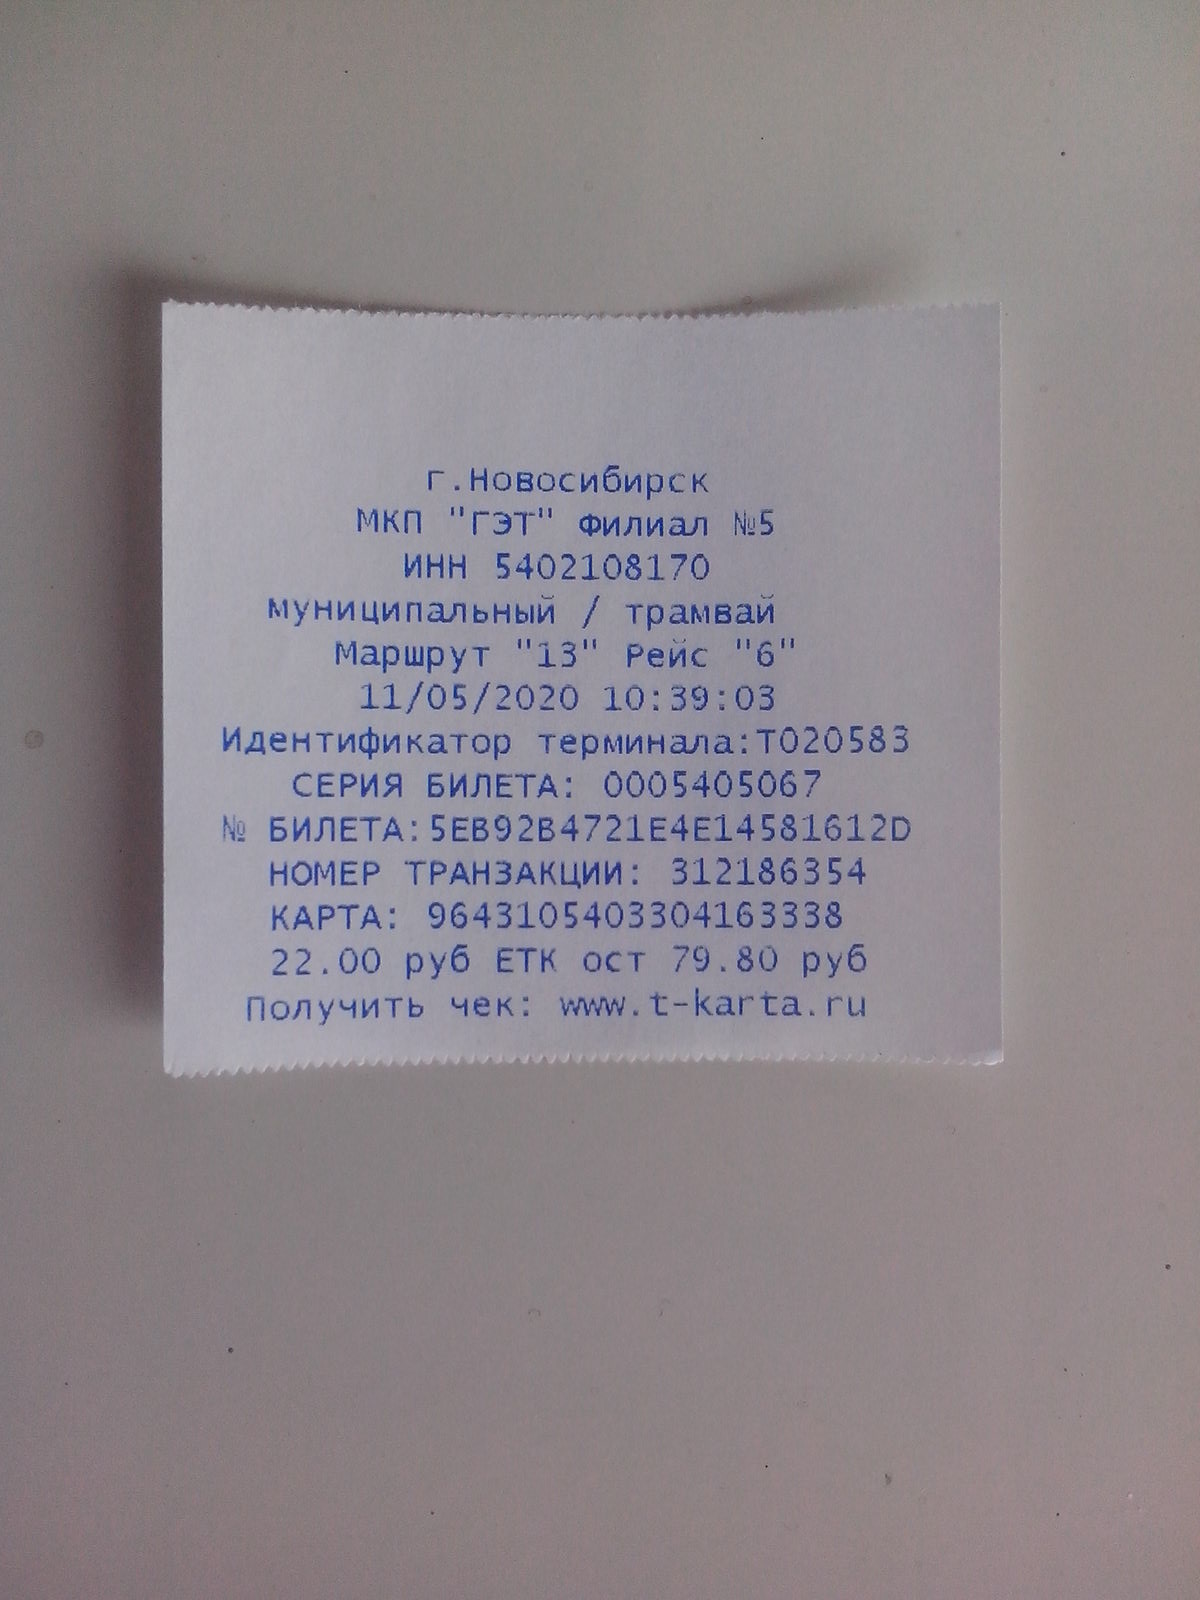 г.Новосибирск
МКП "ГЭТ" Филиал №5
ИНН 5402108170
муниципальный / трамвай
Маршрут "13" Рейс "6"
11/05/2020 10:39:03
Идентификатор терминала:T020583
СЕРИЯ БИЛЕТА: 0005405067
№ БИЛЕТА:5EB92B4721E4E14581612D
НОМЕР ТРАНЗАКЦИИ: 312186354
КАРТА: 9643105403304163338
22.00 руб ЕТК ост 79.80 руб
Получить чек: www.t-karta.ru